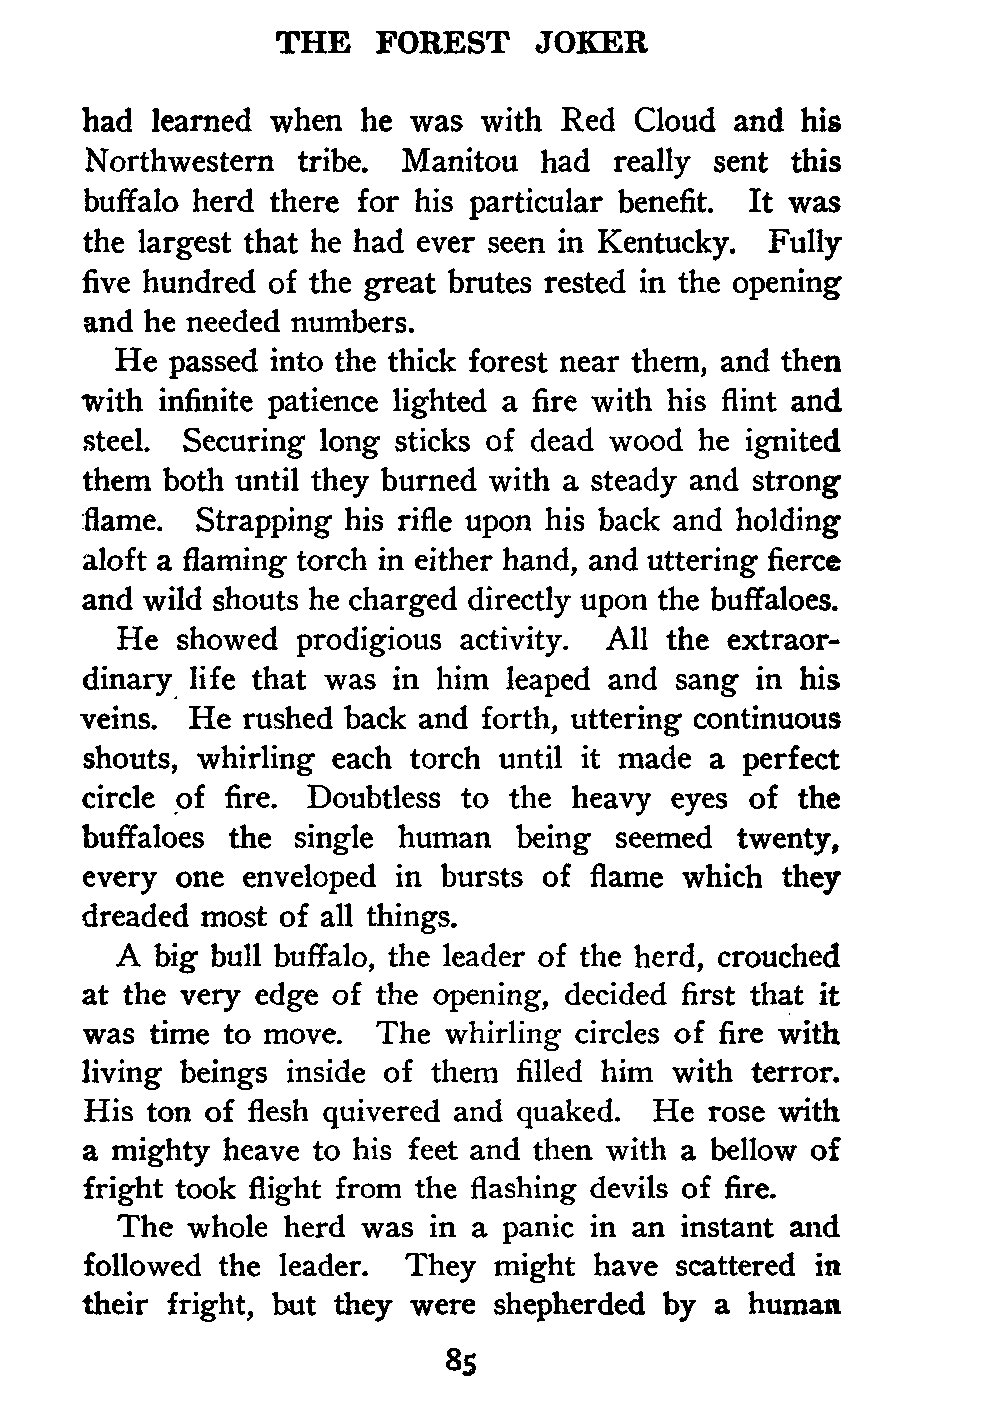 THE FOREST JOKER
had learned when he was with Red Cloud and his
Northwestern tribe. Manitou had really sent this
buffalo herd there for his particular benefit. It was
the largest that he had ever seen in Kentucky. Fully
five hundred of the great brutes rested in the opening
and he needed numbers.
He passed into the thick forest near them, and then
with infinite patience lighted a fire with his flint and
steel. Securing long sticks of dead wood he ignited
them both until they burned with a steady and strong
flame. Strapping his rifle upon his back and holding
aloft a flaming torch in either hand, and uttering fierce
and wild shouts he charged directly upon the buffaloes.
He showed prodigious activity. All the extraor-
dinary life that was in him leaped and sang in his
veins. He rushed back and forth, uttering continuous
shouts, whirling each torch until it made a perfect
circle of fire. Doubtless to the heavy eyes of the
buffaloes the single human being seemed twenty,
every one enveloped in bursts of flame which they
dreaded most of all things.
A big bull buffalo, the leader of the herd, crouched
at the very edge of the opening, decided first that it
was time to move. The whirling circles of fire with
living beings inside of them filled him with terror.
His ton of flesh quivered and quaked. He rose with
a mighty heave to his feet and then with a bellow of
fright took flight from the flashing devils of fire.
The whole herd was in a panic in an instant and
followed the leader. They might have scattered in
their fright, but they were shepherded by a human
85